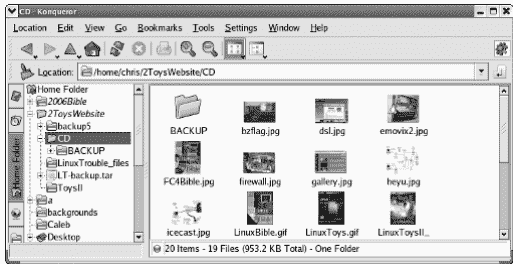 CD - Konqueror
Location Edit View Go Bookmarks Tools Settings Window Help
Location: /home/chris/2ToysWebsite/CD
Home Folder
2006Bible
2ToysWebsite
backup5
CD
BACKUP
LinuxTrouble_files
LT-backup.tar
ToysII
a
backgrounds
Caleb
Desktop
Home Folder
BACKUP bzflag.jpg dsl.jpg emovix2.jpg
FC4Bible.jpg firewall.jpg gallery.jpg heyu.jpg
icecast.jpg LinuxBible.gif LinuxToys.gif LinuxToysII_
20 Items - 19 Files (953.2 KB Total) - One Folder